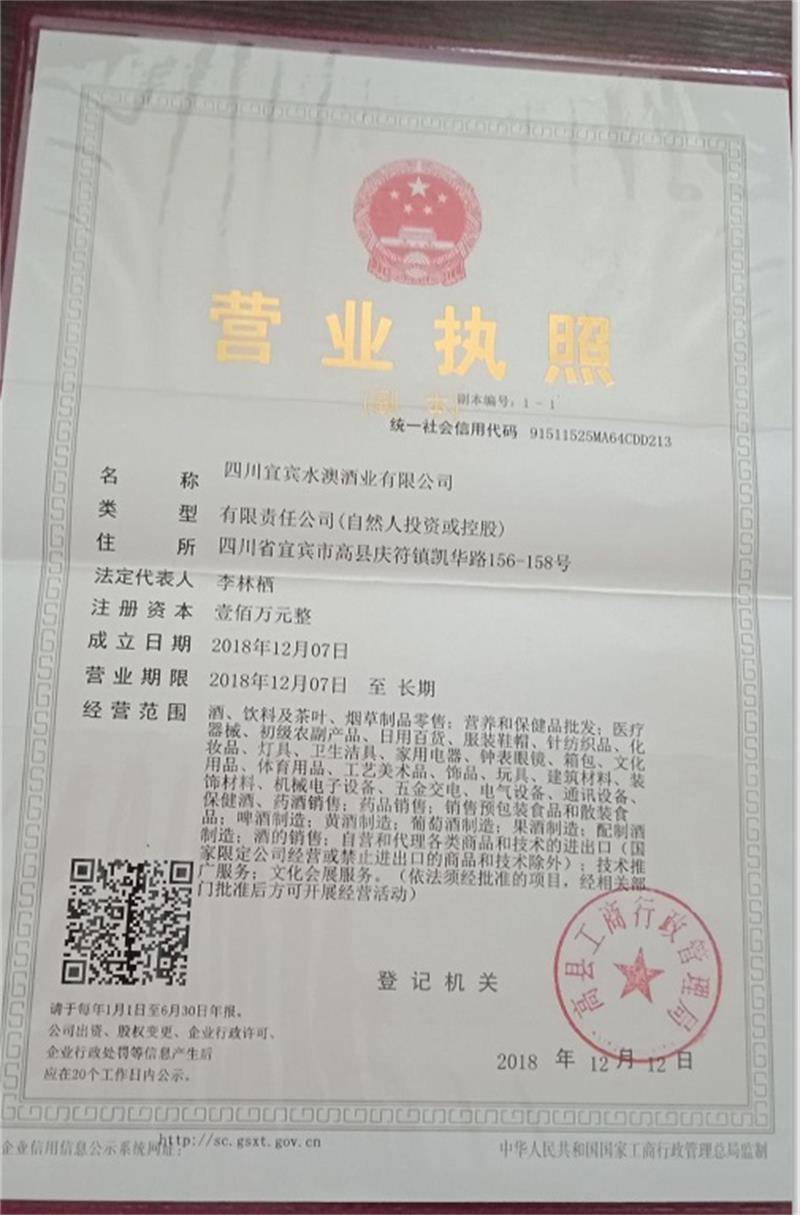 营业执照
(副 本)
副本编号：1-1
统一社会信用代码 91511525MA64CDD213
名 称 四川宜宾水澳酒业有限公司
类 型 有限责任公司(自然人投资或控股)
住 所 四川省宜宾市高县庆符镇凯华路156-158号
法定代表人 李林栖
注册资本 壹佰万元整
成立日期 2018年12月07日
营业期限 2018年12月07日 至 长期
经营范围 酒、饮料及茶叶、烟草制品零售；营养和保健品批发；医疗
器械、初级农副产品、日用百货、服装鞋帽、针纺织品、化
妆品、灯具、卫生洁具、家用电器、钟表眼镜、箱包、文化
用品、体育用品、工艺美术品、饰品、玩具、建筑材料、装
饰材料、机械电子设备、五金交电、电气设备、通讯设备、
保健酒、药酒销售；药品销售；销售预包装食品和散装食
品；啤酒制造；黄酒制造；葡萄酒制造；果酒制造；配制酒
制造；酒的销售；自营和代理各类商品和技术的进出口（国
家限定公司经营或禁止进出口的商品和技术除外）；技术推
广服务；文化会展服务。（依法须经批准的项目，经相关部
门批准后方可开展经营活动）
登记机关
高县工商行政管理局
2018 年 12 月 12 日
请于每年1月1日至6月30日年报。
公司出资、股权变更、企业行政许可、
企业行政处罚等信息产生后
应在20个工作日内公示。
企业信用信息公示系统网址：http://sc.gsxt.gov.cn
中华人民共和国国家工商行政管理总局监制